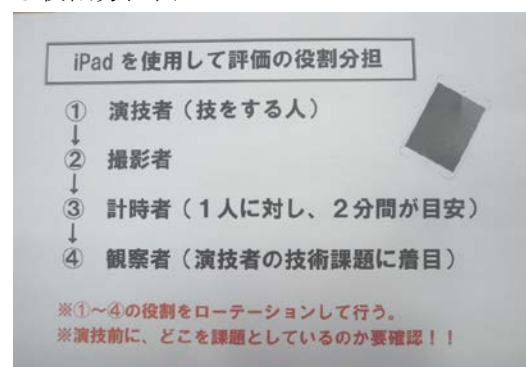 iPad を使用して評価の役割分担
① 演技者（技をする人）
↓
② 撮影者
↓
③ 計時者（１人に対し、２分間が目安）
↓
④ 観察者（演技者の技術課題に着目）
※①～④の役割をローテーションして行う。
※演技前に、どこを課題としているのか要確認！！